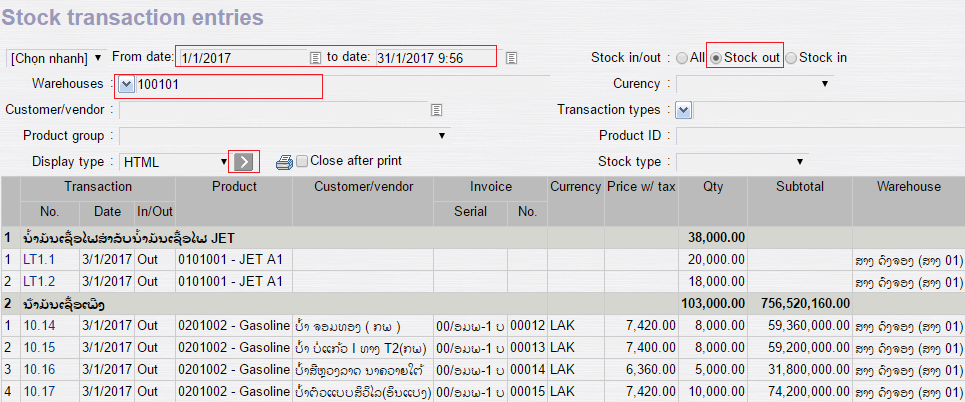 Stock transaction entries
[Chọn nhanh] From date: 1/1/2017 to date: 31/1/2017 9:56 Stock in/out : All Stock out Stock in
Warehouses : 100101 Curency :
Customer/vendor : Transaction types :
Product group : Product ID :
Display type : HTML Close after print Stock type :
Transaction Product Customer/vendor Invoice Currency Price w/ tax Qty Subtotal Warehouse
No. Date In/Out Serial No.
1 ນ້ຳມັນເຊື້ອໄຟສຳລັບນ້ຳມັນເຊື້ອໄຟ JET 38,000.00
1 LT1.1 3/1/2017 Out 0101001 - JET A1 20,000.00 ສາງ ດົງຈອງ (ສາງ 01)
2 LT1.2 3/1/2017 Out 0101001 - JET A1 18,000.00 ສາງ ດົງຈອງ (ສາງ 01)
2 ນ້ຳມັນເຊື້ອເພີງ 103,000.00 756,520,160.00
1 10.14 3/1/2017 Out 0201002 - Gasoline ປ້ຳ ຈອມທອງ ( ກພ ) 00/ອມພ-1 ບ 00012 LAK 7,420.00 8,000.00 59,360,000.00 ສາງ ດົງຈອງ (ສາງ 01)
2 10.15 3/1/2017 Out 0201002 - Gasoline ປ້ຳ ບໍ່ແກ້ວ I ທາງ T2(ກພ) 00/ອມພ-1 ບ 00013 LAK 7,400.00 8,000.00 59,200,000.00 ສາງ ດົງຈອງ (ສາງ 01)
3 10.16 3/1/2017 Out 0201002 - Gasoline ປ້ຳສີຫຼວງລາດ ນາຄວາຍໃຕ້ 00/ອມພ-1 ບ 00014 LAK 6,360.00 5,000.00 31,800,000.00 ສາງ ດົງຈອງ (ສາງ 01)
4 10.17 3/1/2017 Out 0201002 - Gasoline ປ້ຳຕົວແບບສີວິໄລ(ອິນແປງ) 00/ອມພ-1 ບ 00015 LAK 7,420.00 10,000.00 74,200,000.00 ສາງ ດົງຈອງ (ສາງ 01)